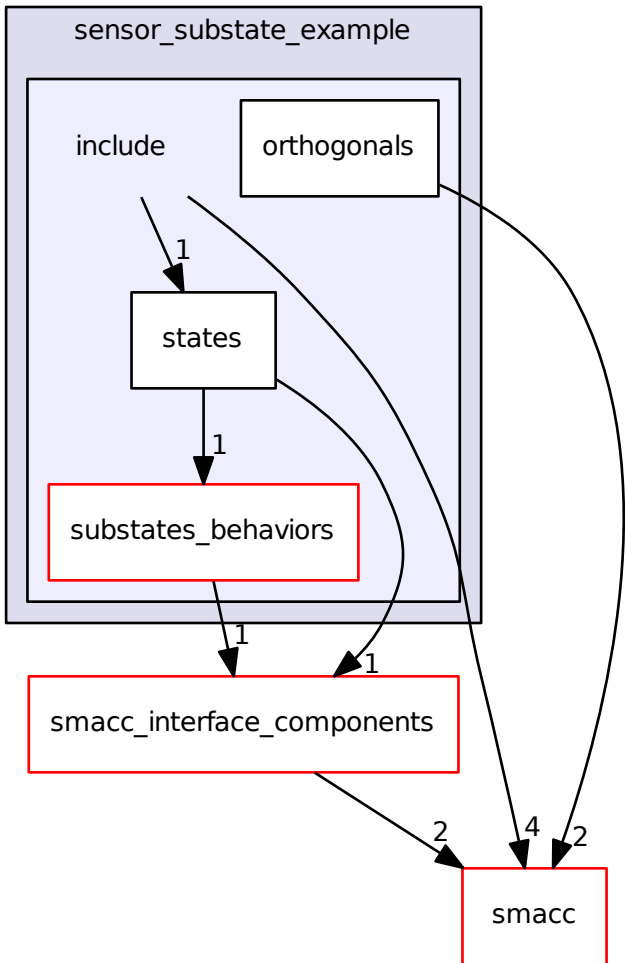 sensor_substate_example
include
orthogonals
1
states
1
substates_behaviors
1
1
smacc_interface_components
2
4
2
smacc